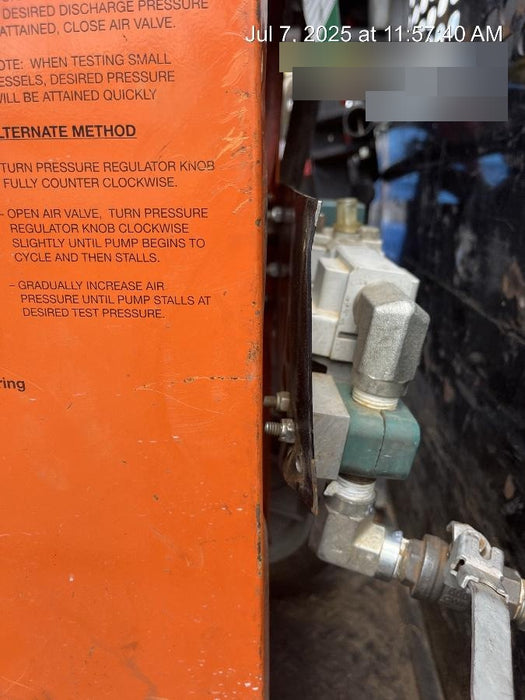 DESIRED DISCHARGE PRESSURE
ATTAINED, CLOSE AIR VALVE.
Jul 7, 2025 at 11:57:40 AM
OTE: WHEN TESTING SMALL
ESSELS, DESIRED PRESSURE
WILL BE ATTAINED QUICKLY
LTERNATE METHOD
TURN PRESSURE REGULATOR KNOB
FULLY COUNTER CLOCKWISE.
- OPEN AIR VALVE, TURN PRESSURE
REGULATOR KNOB CLOCKWISE
SLIGHTLY UNTIL PUMP BEGINS TO
CYCLE AND THEN STALLS.
- GRADUALLY INCREASE AIR
PRESSURE UNTIL PUMP STALLS AT
DESIRED TEST PRESSURE.
ring